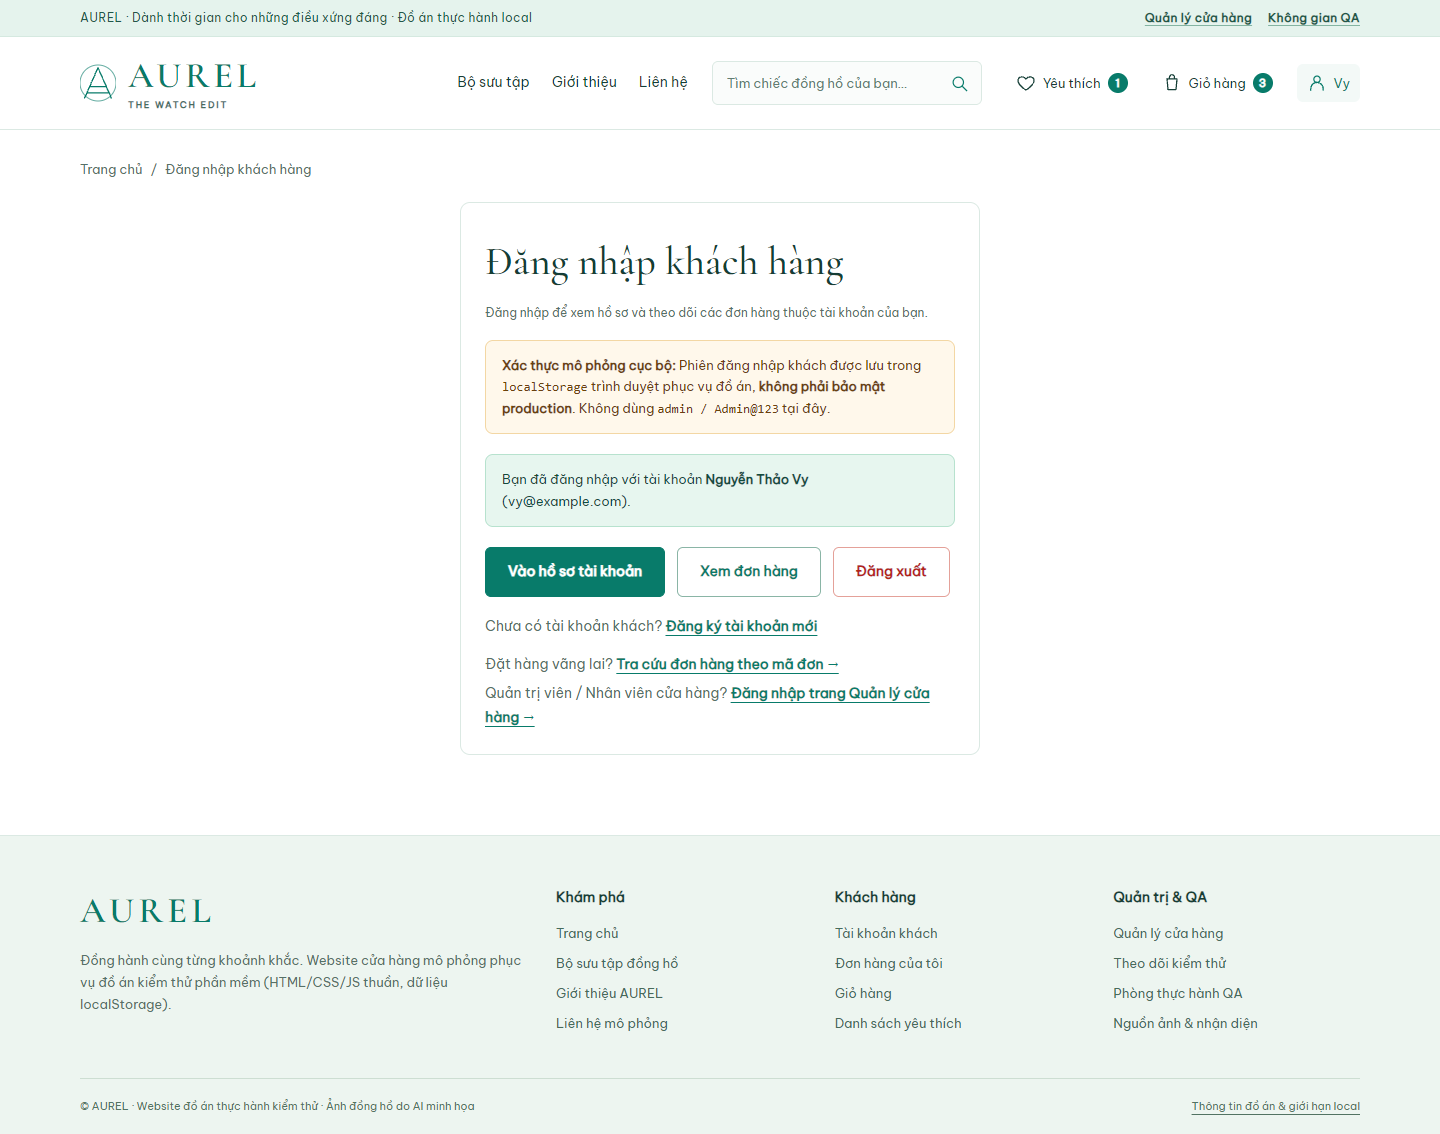 AUREL · Dành thời gian cho những điều xứng đáng · Đồ án thực hành local
Quản lý cửa hàng
Không gian QA
AUREL
THE WATCH EDIT
Bộ sưu tập
Giới thiệu
Liên hệ
Tìm chiếc đồng hồ của bạn...
Yêu thích 1
Giỏ hàng 3
Vy
Trang chủ / Đăng nhập khách hàng
Đăng nhập khách hàng
Đăng nhập để xem hồ sơ và theo dõi các đơn hàng thuộc tài khoản của bạn.
Xác thực mô phỏng cục bộ: Phiên đăng nhập khách được lưu trong
localStorage trình duyệt phục vụ đồ án, không phải bảo mật
production. Không dùng admin / Admin@123 tại đây.
Bạn đã đăng nhập với tài khoản Nguyễn Thảo Vy
(vy@example.com).
Vào hồ sơ tài khoản
Xem đơn hàng
Đăng xuất
Chưa có tài khoản khách? Đăng ký tài khoản mới
Đặt hàng vãng lai? Tra cứu đơn hàng theo mã đơn →
Quản trị viên / Nhân viên cửa hàng? Đăng nhập trang Quản lý cửa
hàng →
AUREL
Đồng hành cùng từng khoảnh khắc. Website cửa hàng mô phỏng phục
vụ đồ án kiểm thử phần mềm (HTML/CSS/JS thuần, dữ liệu
localStorage).
Khám phá
Trang chủ
Bộ sưu tập đồng hồ
Giới thiệu AUREL
Liên hệ mô phỏng
Khách hàng
Tài khoản khách
Đơn hàng của tôi
Giỏ hàng
Danh sách yêu thích
Quản trị & QA
Quản lý cửa hàng
Theo dõi kiểm thử
Phòng thực hành QA
Nguồn ảnh & nhận diện
© AUREL · Website đồ án thực hành kiểm thử · Ảnh đồng hồ do AI minh họa
Thông tin đồ án & giới hạn local